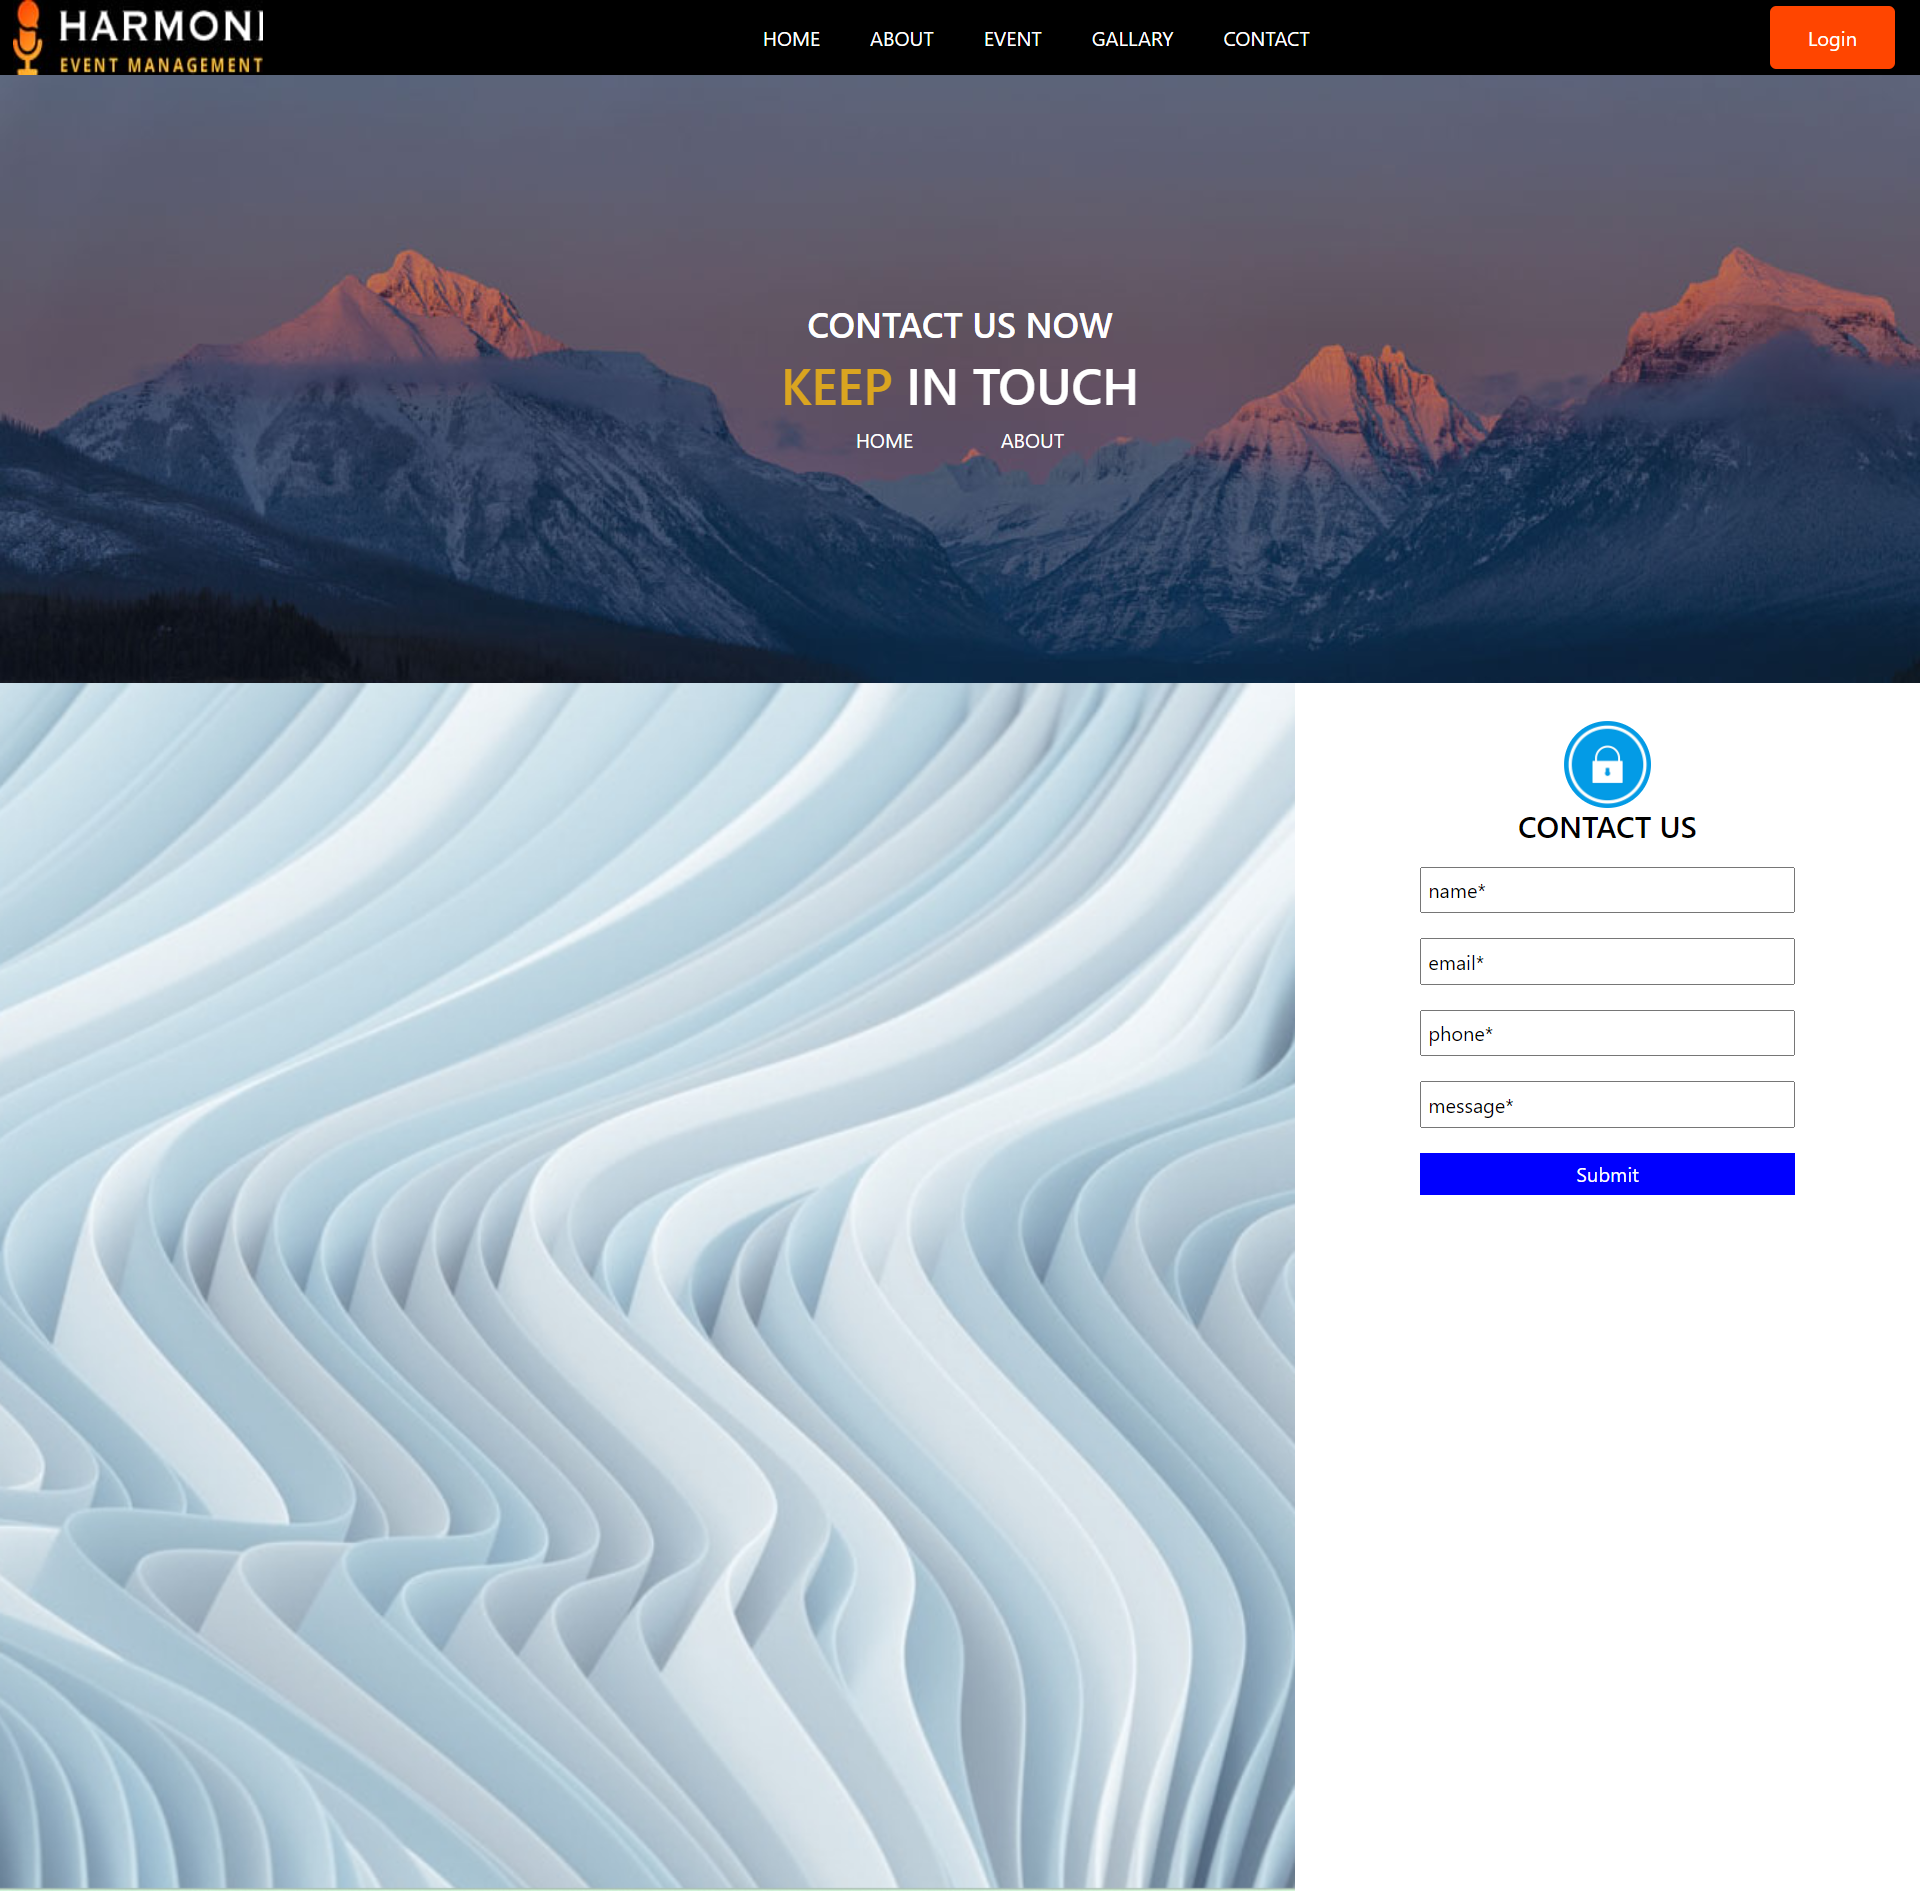 HARMONI
EVENT MANAGEMENT
HOME ABOUT EVENT GALLARY CONTACT
Login
CONTACT US NOW
KEEP IN TOUCH
HOME ABOUT
CONTACT US
name*
email*
phone*
message*
Submit